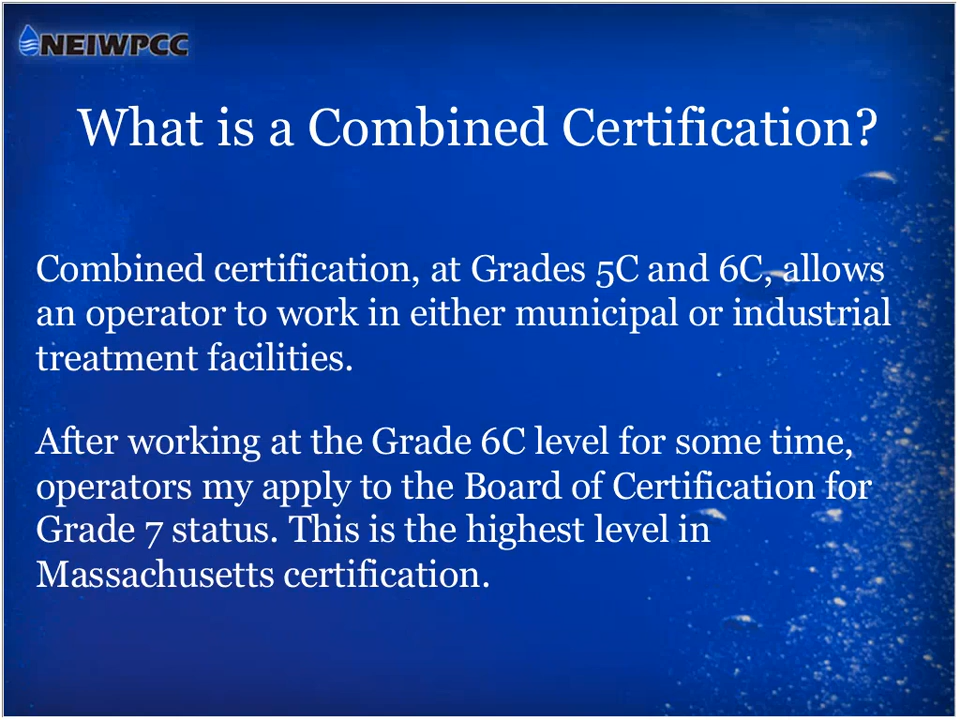 NEIWPCC
What is a Combined Certification?
Combined certification, at Grades 5C and 6C, allows
an operator to work in either municipal or industrial
treatment facilities.
After working at the Grade 6C level for some time,
operators my apply to the Board of Certification for
Grade 7 status. This is the highest level in
Massachusetts certification.